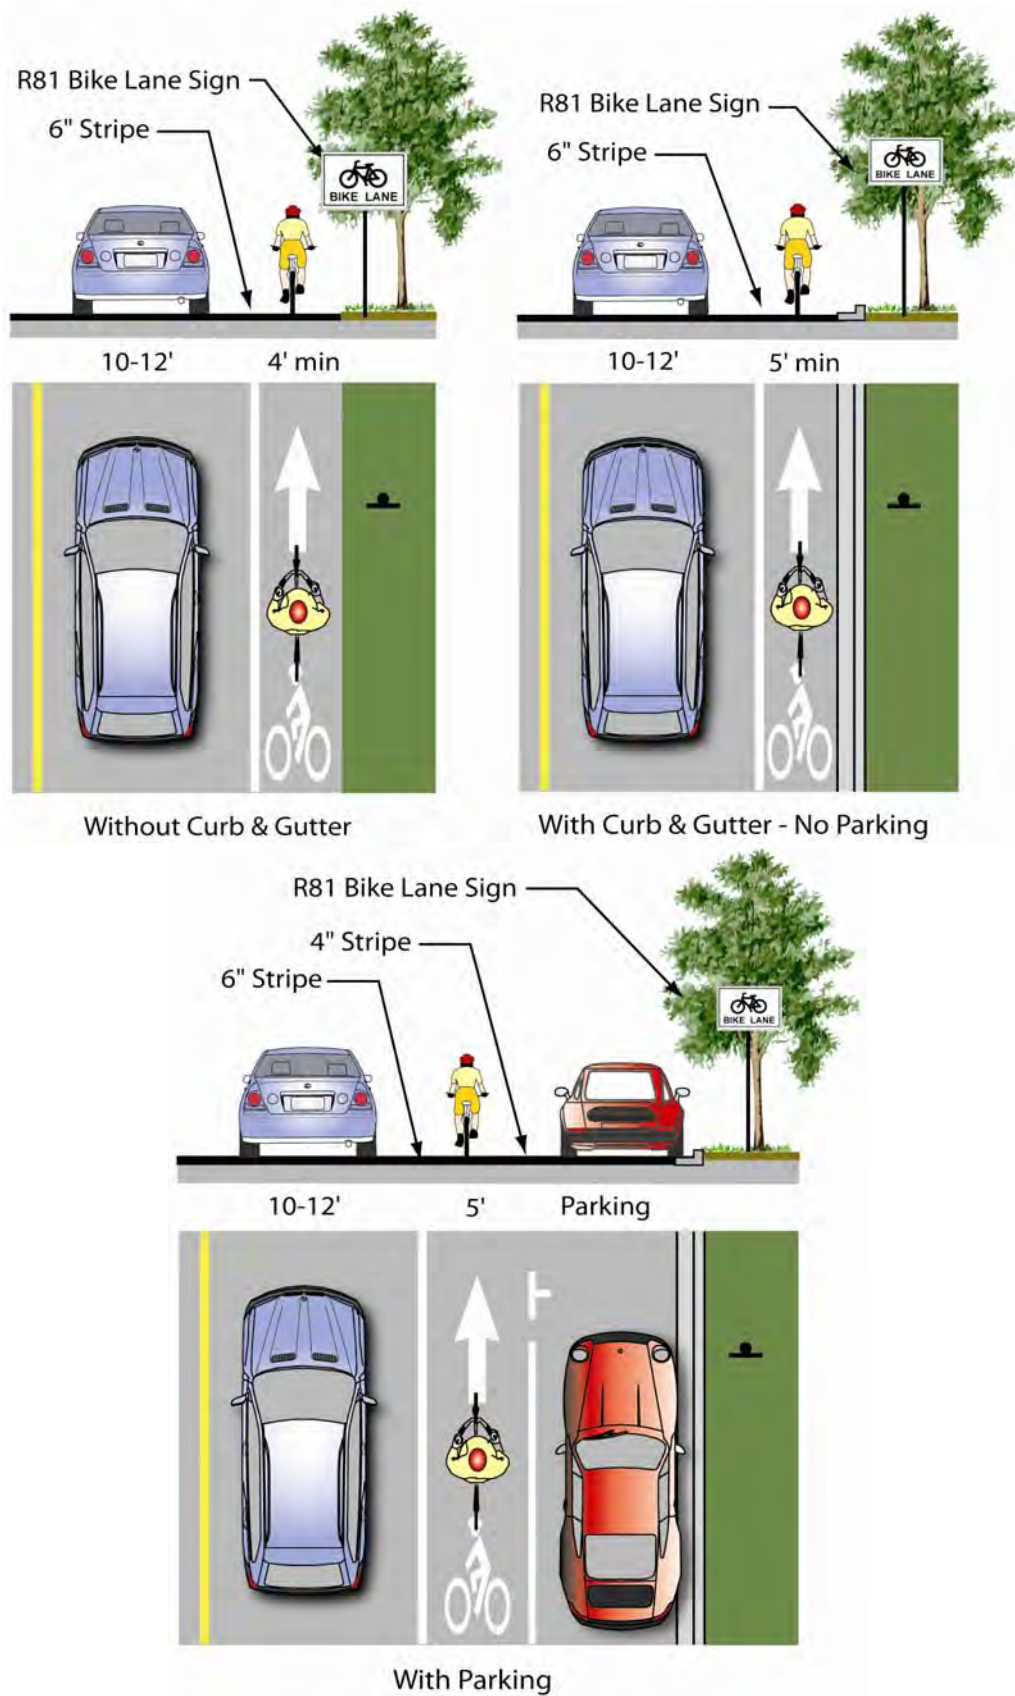 R81 Bike Lane Sign
6" Stripe
BIKE LANE
10-12'
4' min
Without Curb & Gutter
R81 Bike Lane Sign
6" Stripe
BIKE LANE
10-12'
5' min
With Curb & Gutter - No Parking
R81 Bike Lane Sign
4" Stripe
6" Stripe
BIKE LANE
10-12'
5'
Parking
With Parking